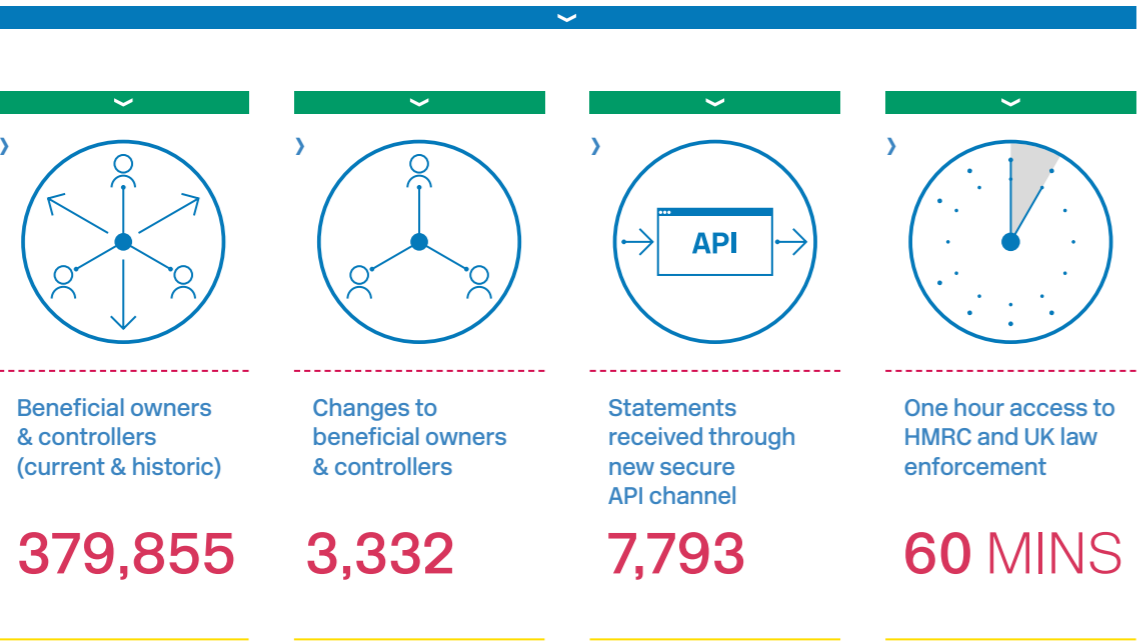 API
Beneficial owners
& controllers
(current & historic)
379,855
Changes to
beneficial owners
& controllers
3,332
Statements
received through
new secure
API channel
7,793
One hour access to
HMRC and UK law
enforcement
60 MINS